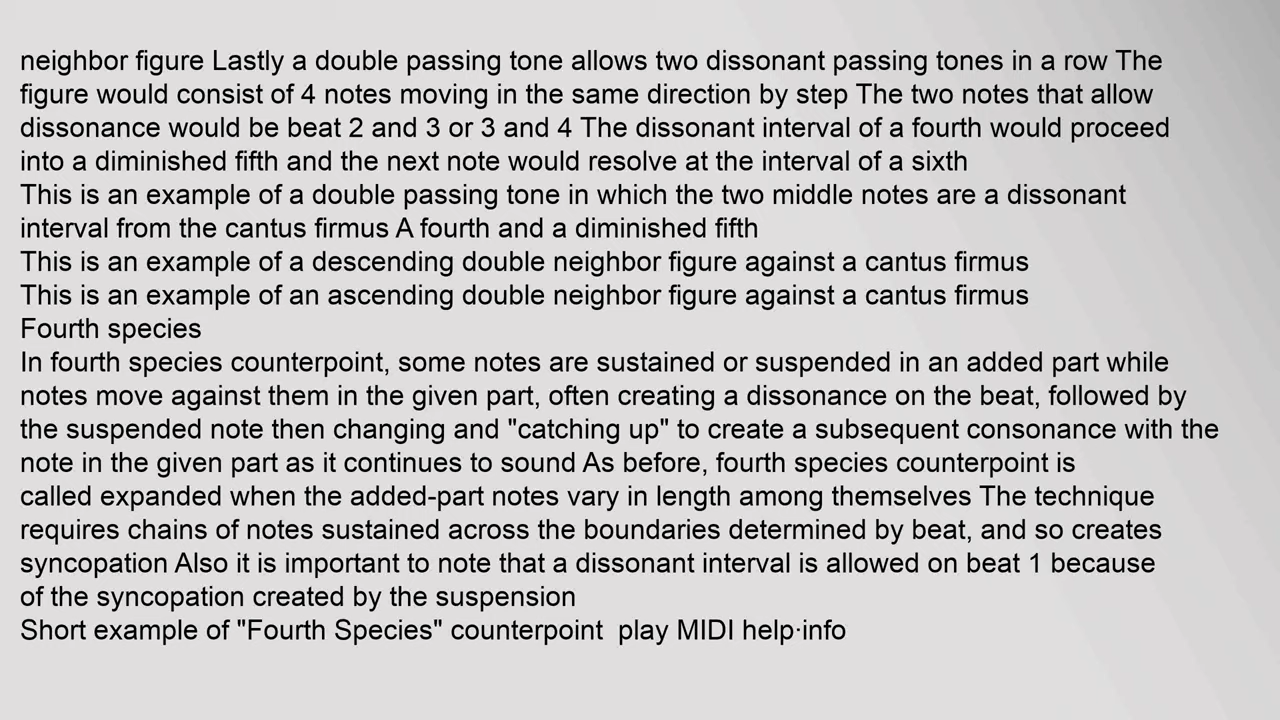 neighbor figure Lastly a double passing tone allows two dissonant passing tones in a row The
figure would consist of 4 notes moving in the same direction by step The two notes that allow
dissonance would be beat 2 and 3 or 3 and 4 The dissonant interval of a fourth would proceed
into a diminished fifth and the next note would resolve at the interval of a sixth
This is an example of a double passing tone in which the two middle notes are a dissonant
interval from the cantus firmus A fourth and a diminished fifth
This is an example of a descending double neighbor figure against a cantus firmus
This is an example of an ascending double neighbor figure against a cantus firmus
Fourth species
In fourth species counterpoint, some notes are sustained or suspended in an added part while
notes move against them in the given part, often creating a dissonance on the beat, followed by
the suspended note then changing and "catching up" to create a subsequent consonance with the
note in the given part as it continues to sound As before, fourth species counterpoint is
called expanded when the added-part notes vary in length among themselves The technique
requires chains of notes sustained across the boundaries determined by beat, and so creates
syncopation Also it is important to note that a dissonant interval is allowed on beat 1 because
of the syncopation created by the suspension
Short example of "Fourth Species" counterpoint  play MIDI help·info